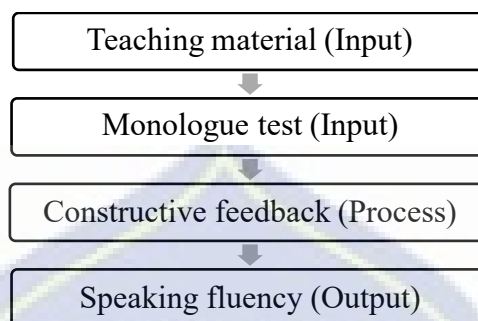 Teaching material (Input)
Monologue test (Input)
Constructive feedback (Process)
Speaking fluency (Output)